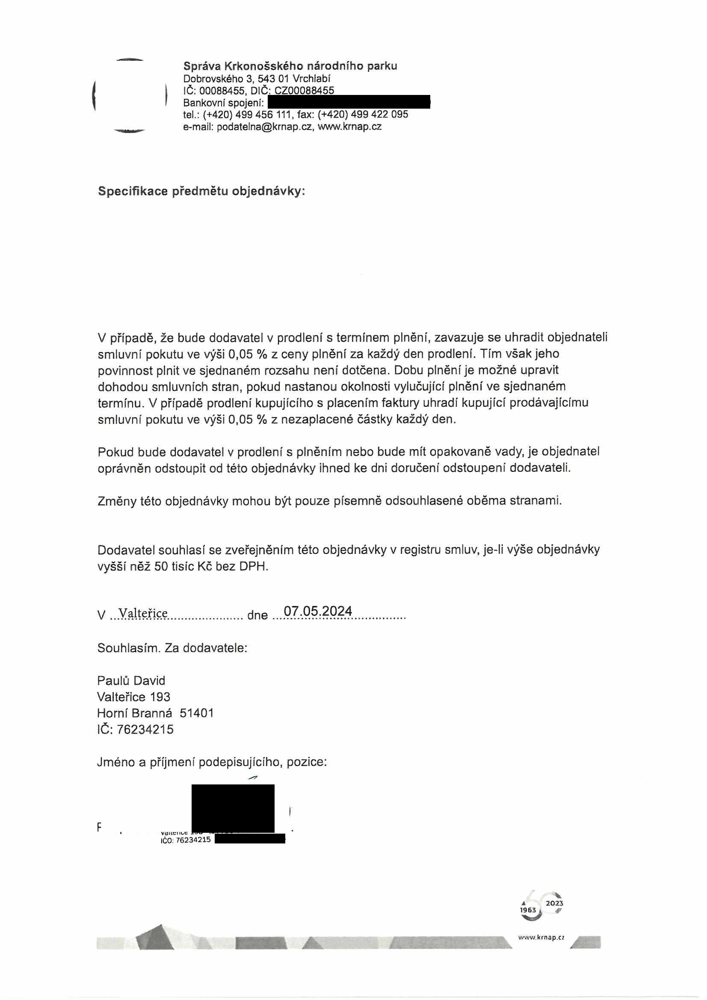 Správa Krkonošského národního parku
Dobrovského 3, 543 01 Vrchlabí
IČ: 00088455, DIČ: CZ00088455
Bankovní spojení:
tel.: (+420) 499 456 111, fax: (+420) 499 422 095
e-mail: podatelna@krnap.cz, www.krnap.cz
Specifikace předmětu objednávky:
V případě, že bude dodavatel v prodlení s termínem plnění, zavazuje se uhradit objednateli
smluvní pokutu ve výši 0,05 % z ceny plnění za každý den prodlení. Tím však jeho
povinnost plnit ve sjednaném rozsahu není dotčena. Dobu plnění je možné upravit
dohodou smluvních stran, pokud nastanou okolnosti vylučující plnění ve sjednaném
termínu. V případě prodlení kupujícího s placením faktury uhradí kupující prodávajícímu
smluvní pokutu ve výši 0,05 % z nezaplacené částky každý den.
Pokud bude dodavatel v prodlení s plněním nebo bude mít opakovaně vady, je objednatel
oprávněn odstoupit od této objednávky ihned ke dni doručení odstoupení dodavateli.
Změny této objednávky mohou být pouze písemně odsouhlasené oběma stranami.
Dodavatel souhlasí se zveřejněním této objednávky v registru smluv, je-li výše objednávky
vyšší něž 50 tisíc Kč bez DPH.
V ..Valteřice...................... dne ...07.05.2024................
Souhlasím. Za dodavatele:
Paulů David
Valteřice 193
Horní Branná 51401
IČ: 76234215
Jméno a příjmení podepisujícího, pozice:
IČO: 76234215
1963 2023
www.krnap.cz